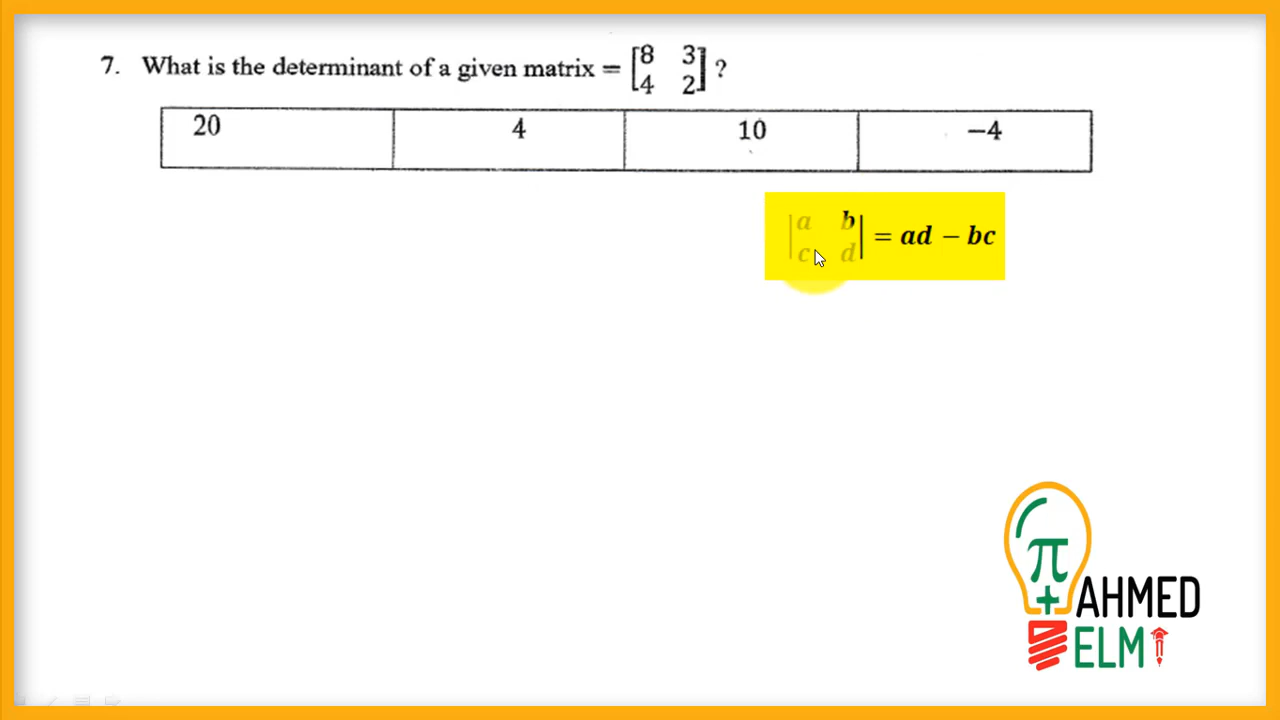 7. What is the determinant of a given matrix = [8 3
4 2] ?
20 4 10 −4
|a b
c d| = ad − bc
π
+
AHMED
ELMI